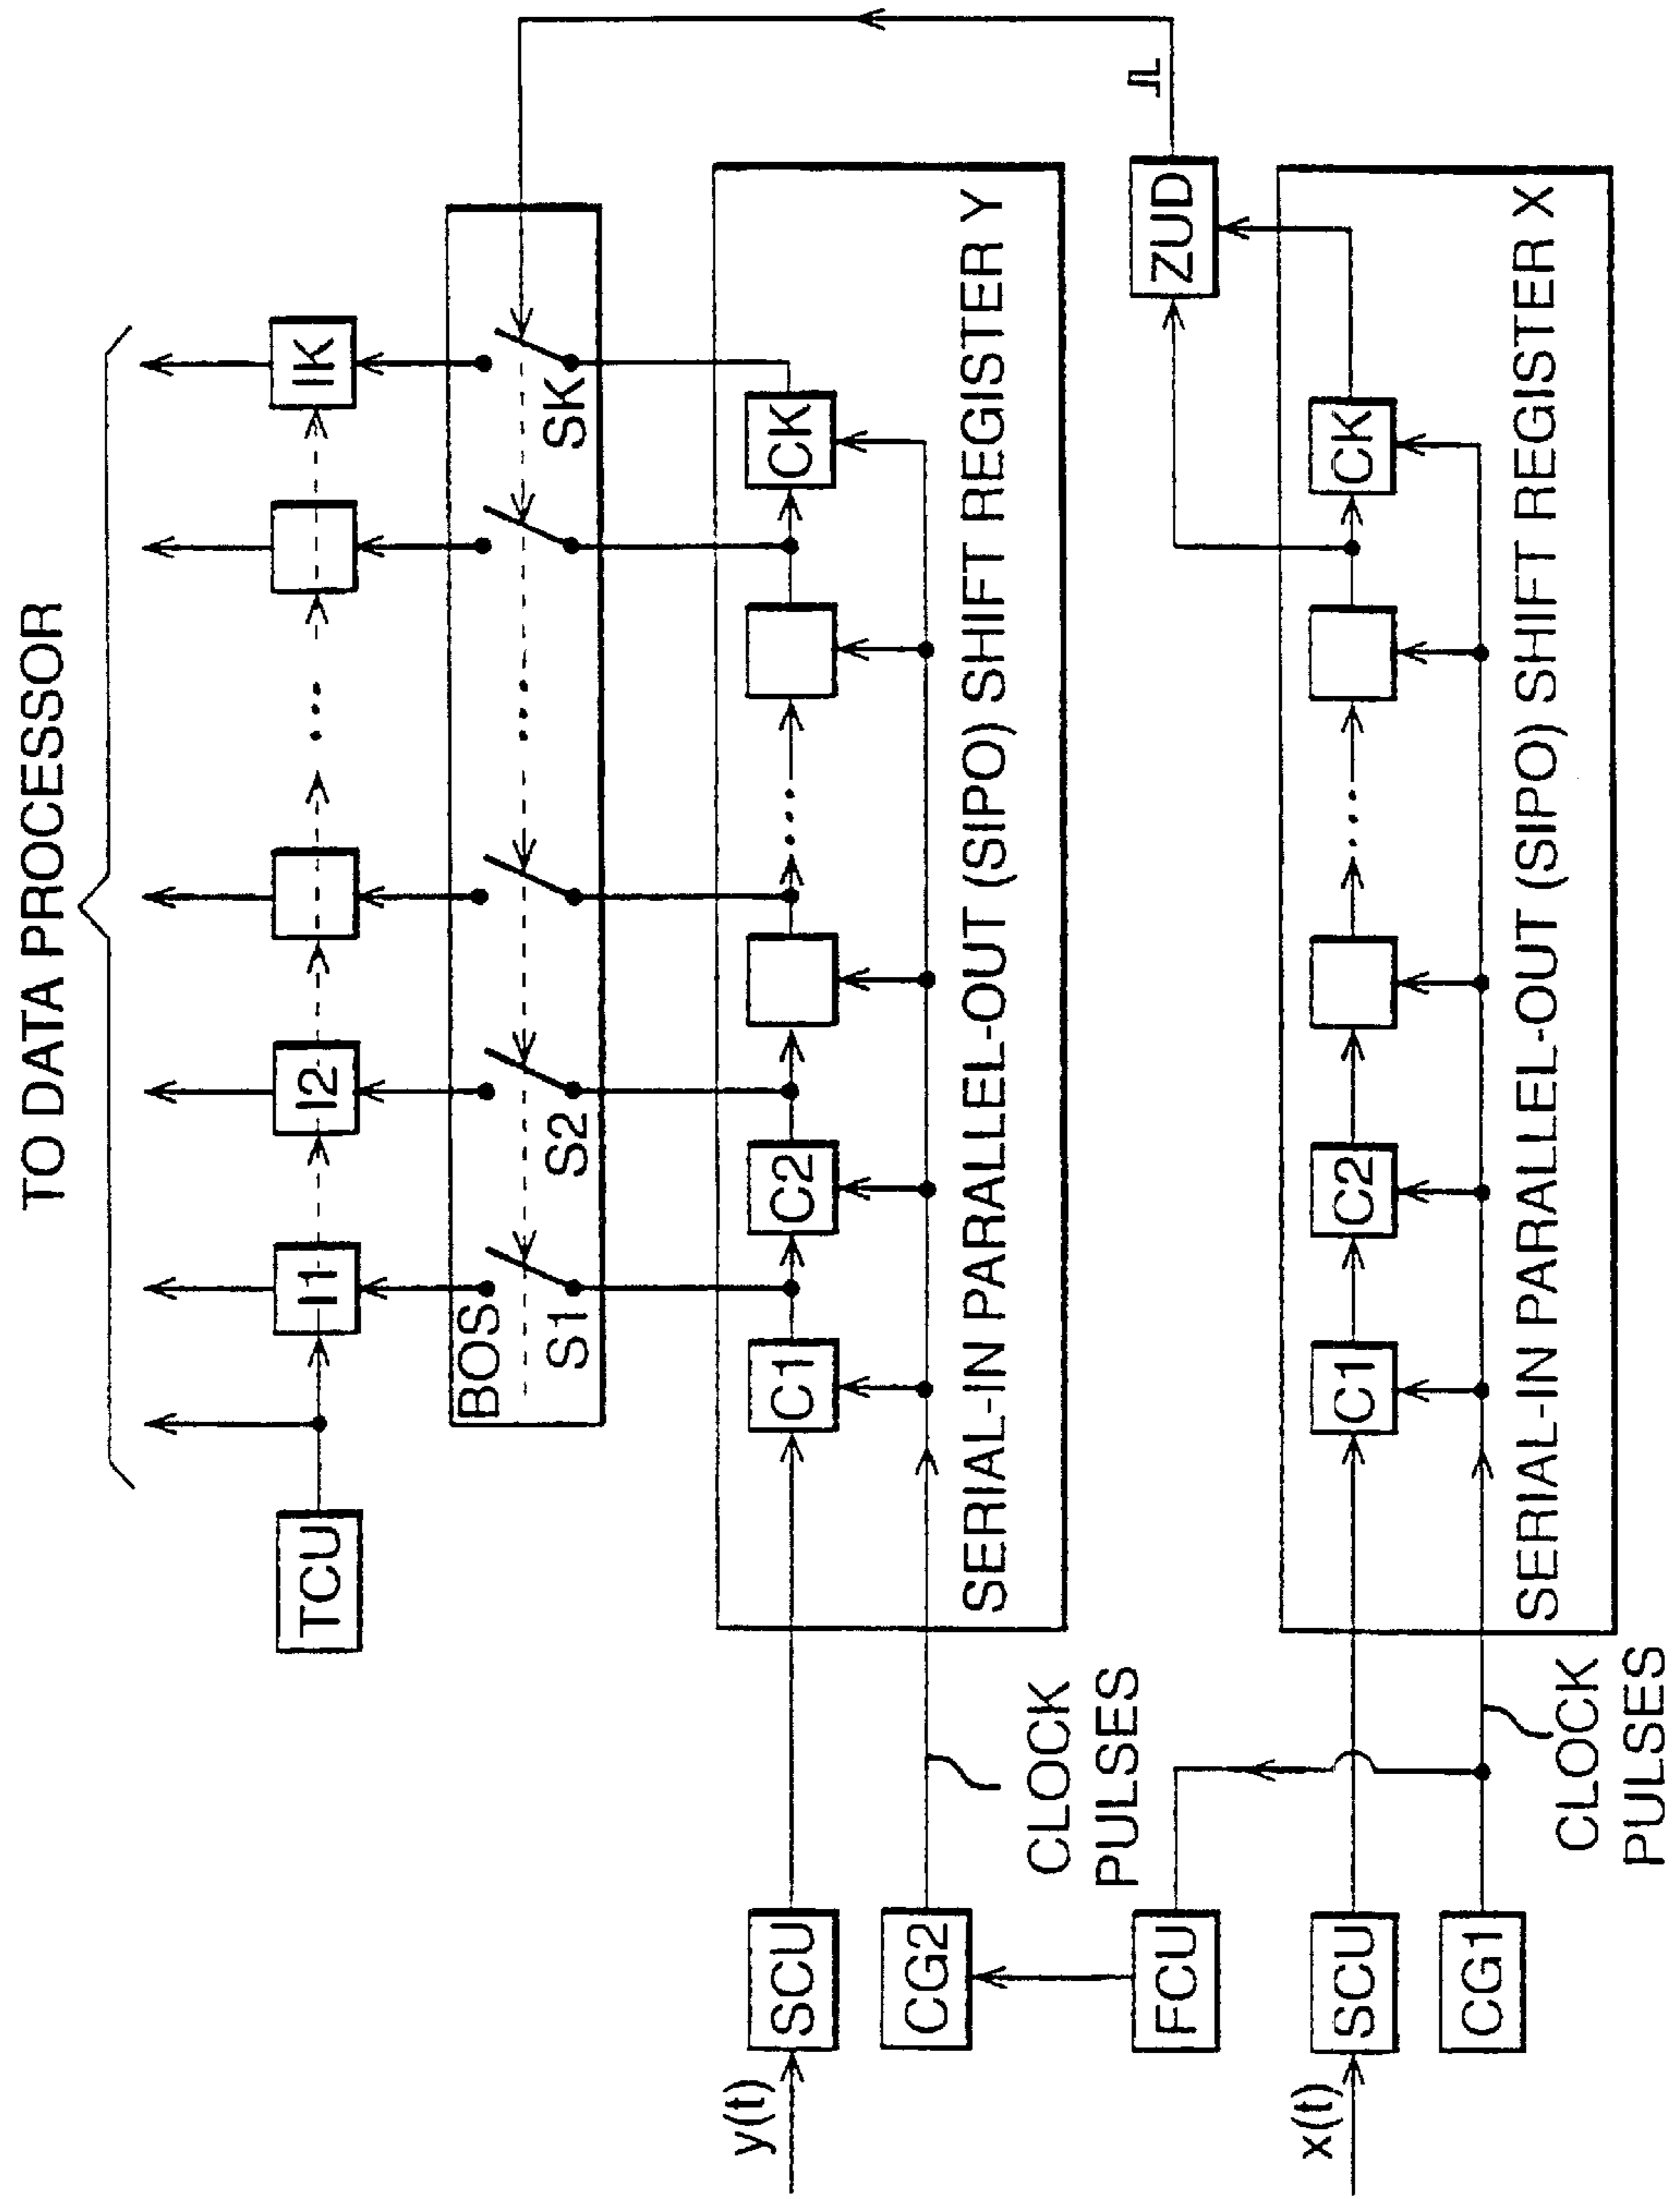 TO DATA PROCESSOR
TCU
I1
I2
IK
BOS
S1
S2
SK
y(t)
SCU
C1
C2
CK
CG2
CLOCK
PULSES
SERIAL-IN PARALLEL-OUT (SIPO) SHIFT REGISTER Y
FCU
ZUD
x(t)
SCU
C1
C2
CK
CG1
CLOCK
PULSES
SERIAL-IN PARALLEL-OUT (SIPO) SHIFT REGISTER X